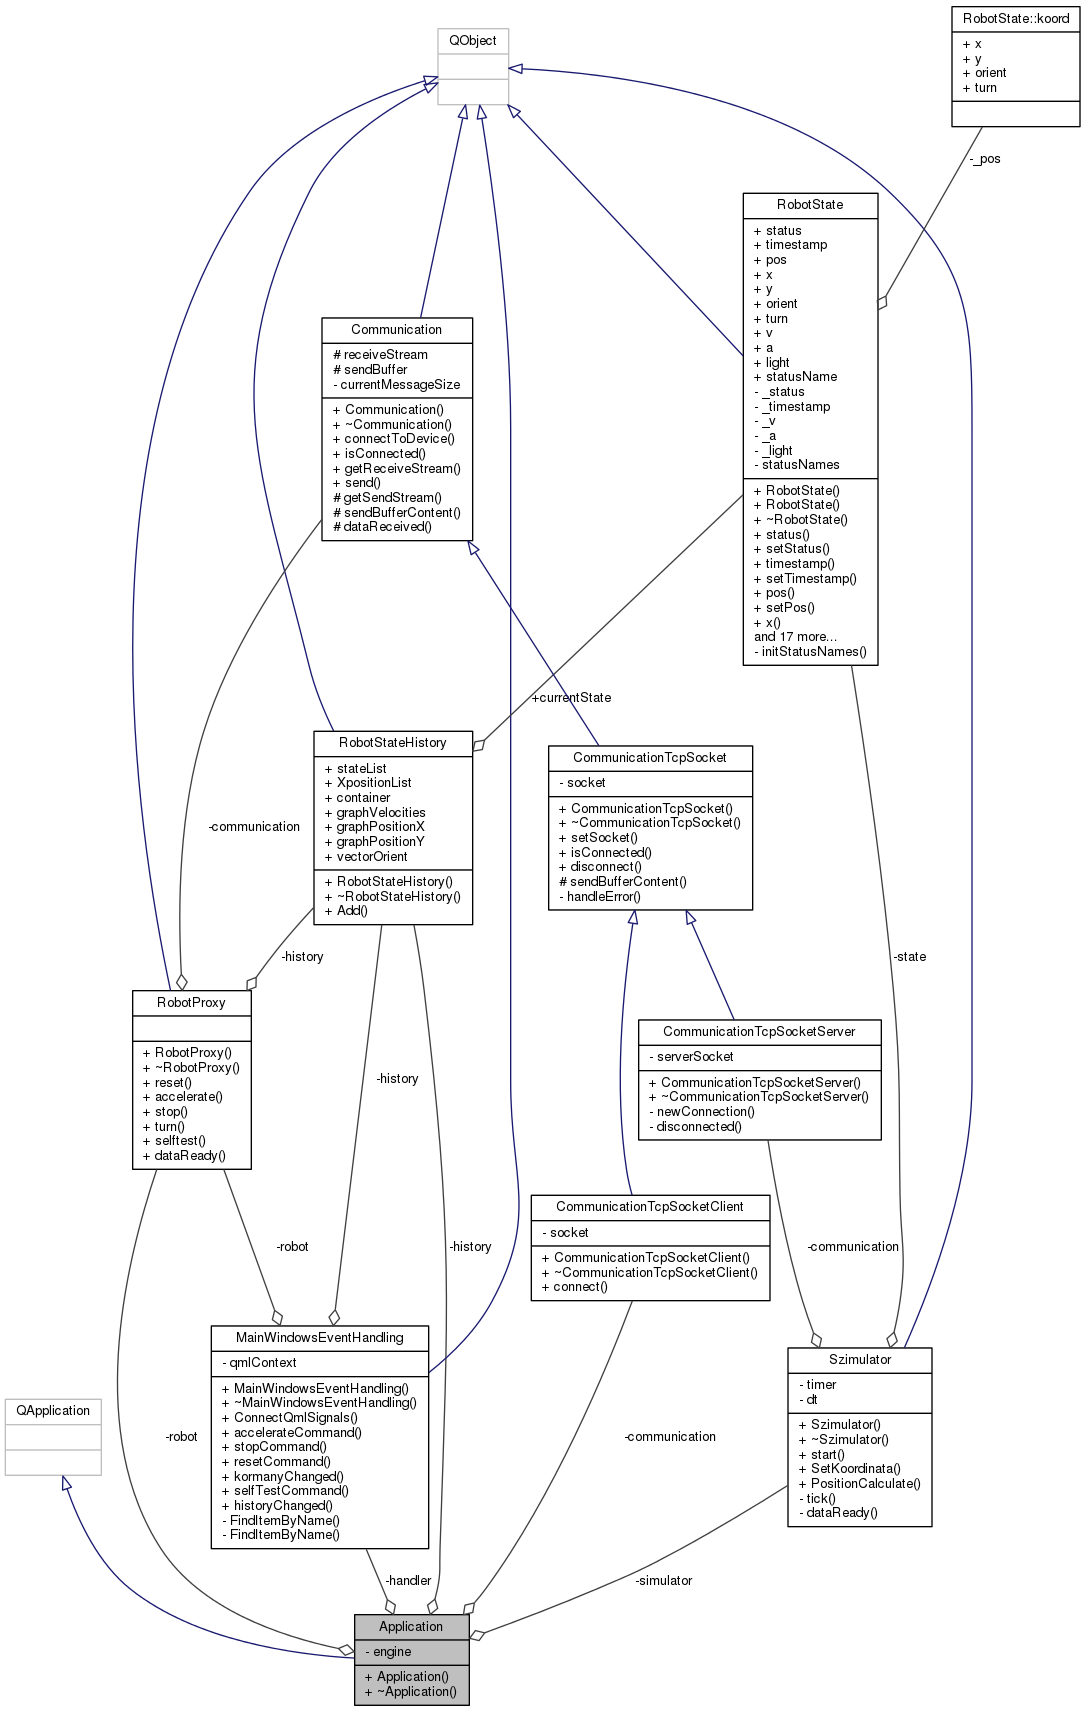 RobotState::koord
+ x
+ y
+ orient
+ turn
QObject
-_pos
RobotState
+ status
+ timestamp
+ pos
+ x
+ y
+ orient
+ turn
+ v
+ a
+ light
+ statusName
- _status
- _timestamp
- _v
- _a
- _light
- statusNames
+ RobotState()
+ RobotState()
+ ~RobotState()
+ status()
+ setStatus()
+ timestamp()
+ setTimestamp()
+ pos()
+ setPos()
+ x()
and 17 more...
- initStatusNames()
Communication
# receiveStream
# sendBuffer
- currentMessageSize
+ Communication()
+ ~Communication()
+ connectToDevice()
+ isConnected()
+ getReceiveStream()
+ send()
# getSendStream()
# sendBufferContent()
# dataReceived()
+currentState
RobotStateHistory
+ stateList
+ XpositionList
+ container
+ graphVelocities
+ graphPositionX
+ graphPositionY
+ vectorOrient
+ RobotStateHistory()
+ ~RobotStateHistory()
+ Add()
CommunicationTcpSocket
- socket
+ CommunicationTcpSocket()
+ ~CommunicationTcpSocket()
+ setSocket()
+ isConnected()
+ disconnect()
# sendBufferContent()
- handleError()
-communication
-history
-state
RobotProxy
+ RobotProxy()
+ ~RobotProxy()
+ reset()
+ accelerate()
+ stop()
+ turn()
+ selftest()
+ dataReady()
CommunicationTcpSocketServer
- serverSocket
+ CommunicationTcpSocketServer()
+ ~CommunicationTcpSocketServer()
- newConnection()
- disconnected()
-history
CommunicationTcpSocketClient
- socket
+ CommunicationTcpSocketClient()
+ ~CommunicationTcpSocketClient()
+ connect()
-robot
-history
-communication
MainWindowsEventHandling
- qmlContext
+ MainWindowsEventHandling()
+ ~MainWindowsEventHandling()
+ ConnectQmlSignals()
+ accelerateCommand()
+ stopCommand()
+ resetCommand()
+ kormanyChanged()
+ selfTestCommand()
+ historyChanged()
- FindItemByName()
- FindItemByName()
Szimulator
- timer
- dt
+ Szimulator()
+ ~Szimulator()
+ start()
+ SetKoordinata()
+ PositionCalculate()
- tick()
- dataReady()
QApplication
-robot
-communication
-handler
-simulator
Application
- engine
+ Application()
+ ~Application()